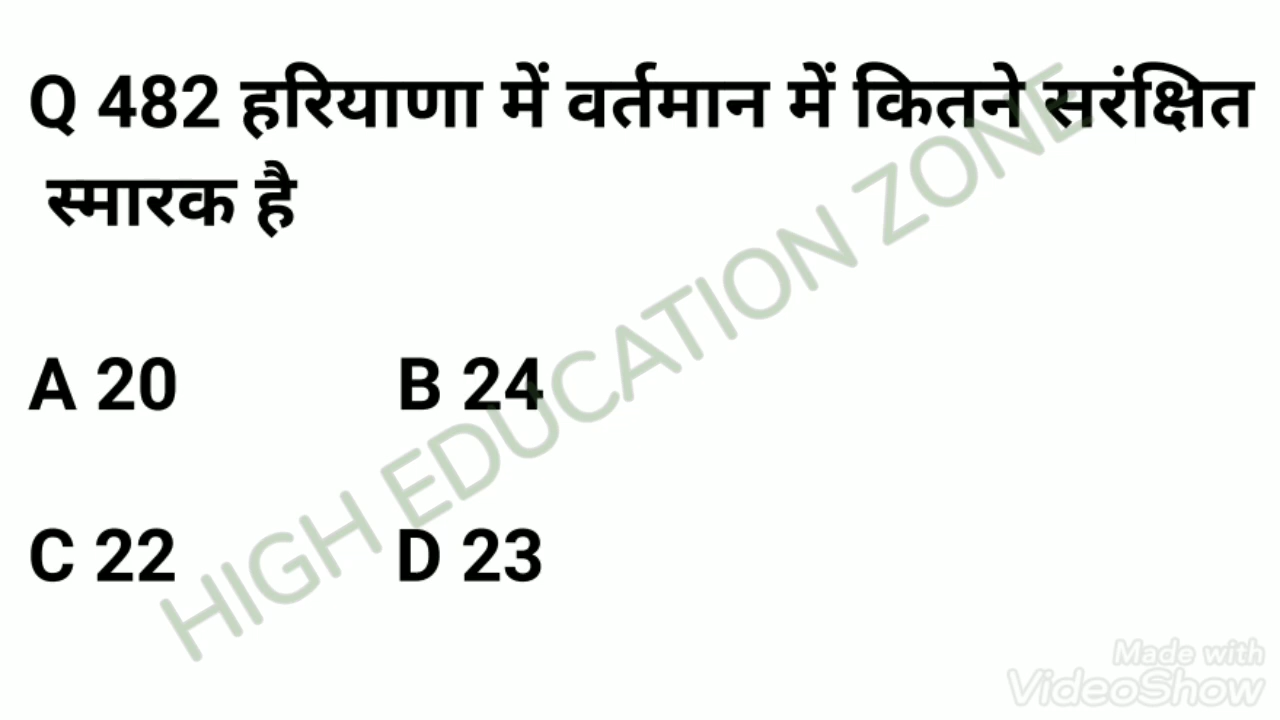 Q 482 हरियाणा में वर्तमान में कितने सरंक्षित
स्मारक है
A 20 B 24
C 22 D 23
HIGH EDUCATION ZONE
Made with
VideoShow